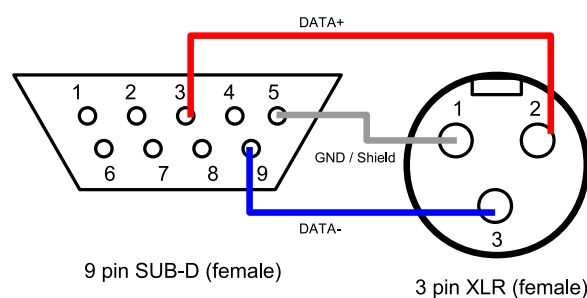 DATA+
1 2 3 4 5
6 7 8 9
1 2
GND / Shield
3
DATA-
9 pin SUB-D (female)
3 pin XLR (female)